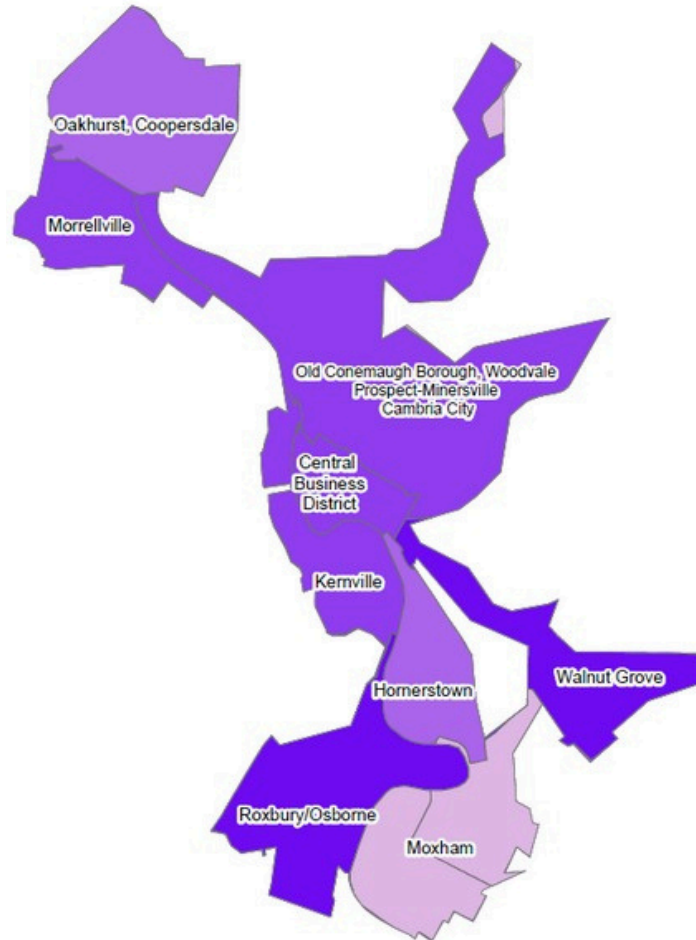 Oakhurst, Coopersdale
Morrellville
Old Conemaugh Borough, Woodvale
Prospect-Minersville
Cambria City
Central
Business
District
Kernville
Hornerstown
Walnut Grove
Roxbury/Osborne
Moxham